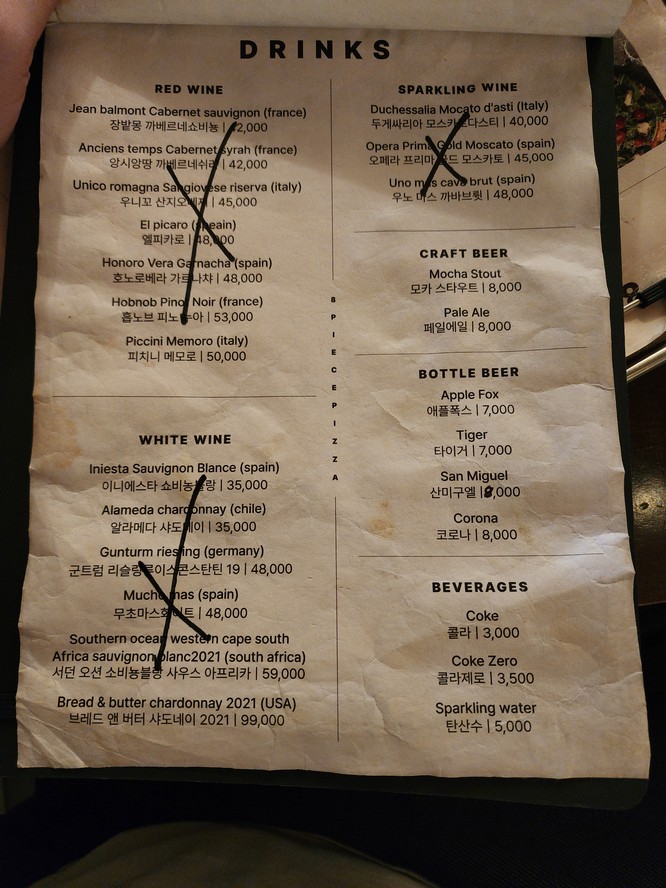 DRINKS
RED WINE
Jean balmont Cabernet sauvignon (france)
장발몽 까베르네쇼비뇽 | 42,000
Anciens temps Cabernet syrah (france)
앙시앙땅 까베르네쉬라 | 42,000
Unico romagna Sangiovese riserva (italy)
우니꼬 산지오베제 | 45,000
El picaro (speain)
엘피카로 | 48,000
Honoro Vera Garnacha (spain)
호노로베라 가르나챠 | 48,000
Hobnob Pinot Noir (france)
홉노브 피노누아 | 53,000
Piccini Memoro (italy)
피치니 메모로 | 50,000
WHITE WINE
Iniesta Sauvignon Blance (spain)
이니에스타 쇼비뇽블랑 | 35,000
Alameda chardonnay (chile)
알라메다 샤도네이 | 35,000
Gunturm riesling (germany)
군트럼 리슬링루이스콘스탄틴 19 | 48,000
Mucho mas (spain)
무초마스화이트 | 48,000
Southern ocean western cape south
Africa sauvignon blanc2021 (south africa)
서던 오션 소비뇽블랑 사우스 아프리카 | 59,000
Bread & butter chardonnay 2021 (USA)
브레드 앤 버터 샤도네이 2021 | 99,000
BPIECEPIZZA
SPARKLING WINE
Duchessalia Mocato d'asti (Italy)
두게싸리아 모스카토다스티 | 40,000
Opera Prima Gold Moscato (spain)
오페라 프리마 골드 모스카토 | 45,000
Uno mas cava brut (spain)
우노 마스 까바브륏 | 48,000
CRAFT BEER
Mocha Stout
모카 스타우트 | 8,000
Pale Ale
페일에일 | 8,000
BOTTLE BEER
Apple Fox
애플폭스 | 7,000
Tiger
타이거 | 7,000
San Miguel
산미구엘 | 8,000
Corona
코로나 | 8,000
BEVERAGES
Coke
콜라 | 3,000
Coke Zero
콜라제로 | 3,500
Sparkling water
탄산수 | 5,000